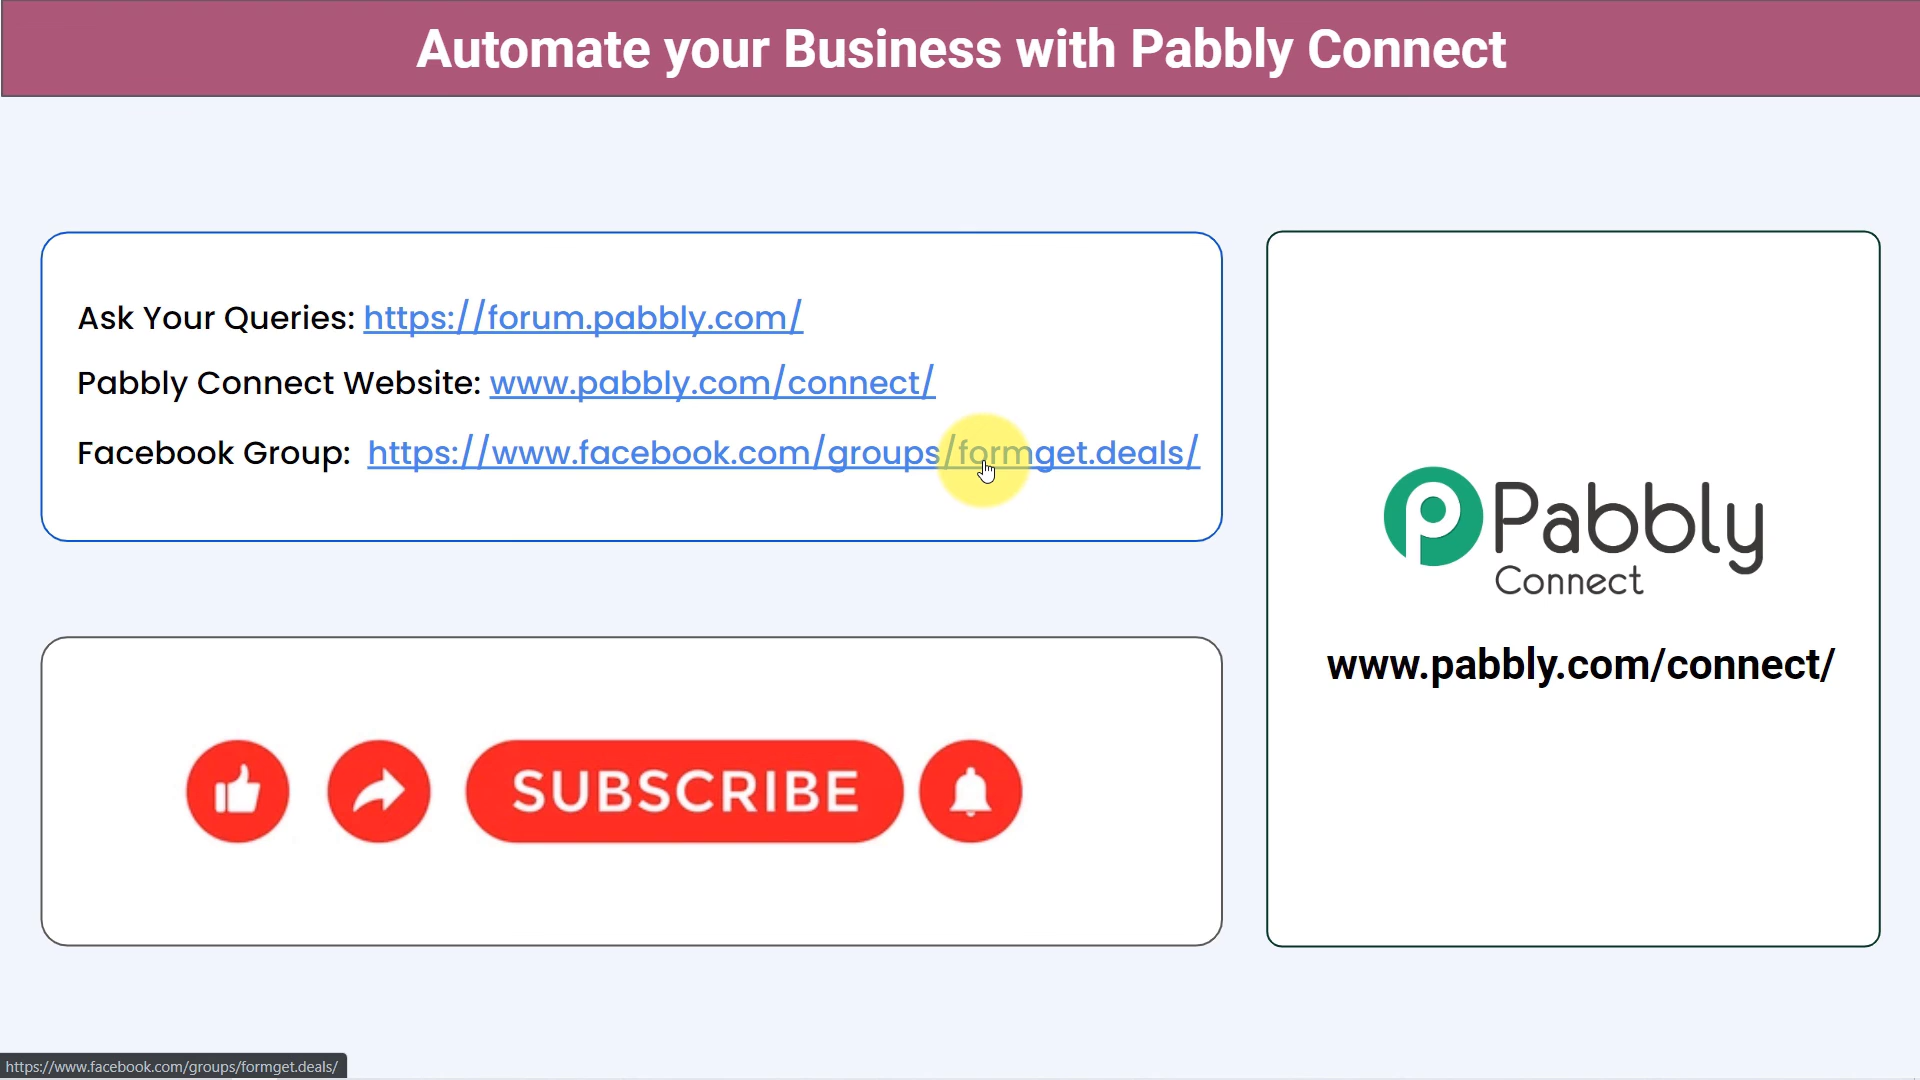 Automate your Business with Pabbly Connect
Ask Your Queries: https://forum.pabbly.com/
Pabbly Connect Website: www.pabbly.com/connect/
Facebook Group: https://www.facebook.com/groups/formget.deals/
Pabbly
Connect
www.pabbly.com/connect/
SUBSCRIBE
https://www.facebook.com/groups/formget.deals/